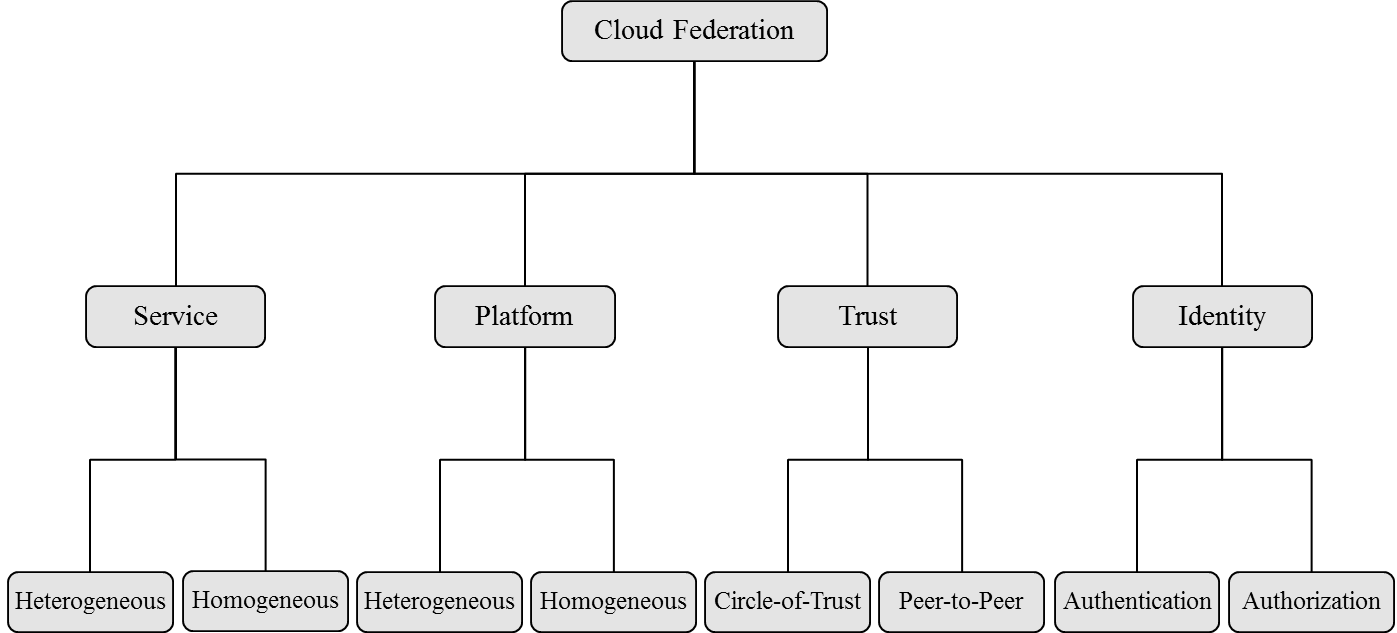 Cloud Federation
Service
Platform
Trust
Identity
Heterogeneous
Homogeneous
Heterogeneous
Homogeneous
Circle-of-Trust
Peer-to-Peer
Authentication
Authorization